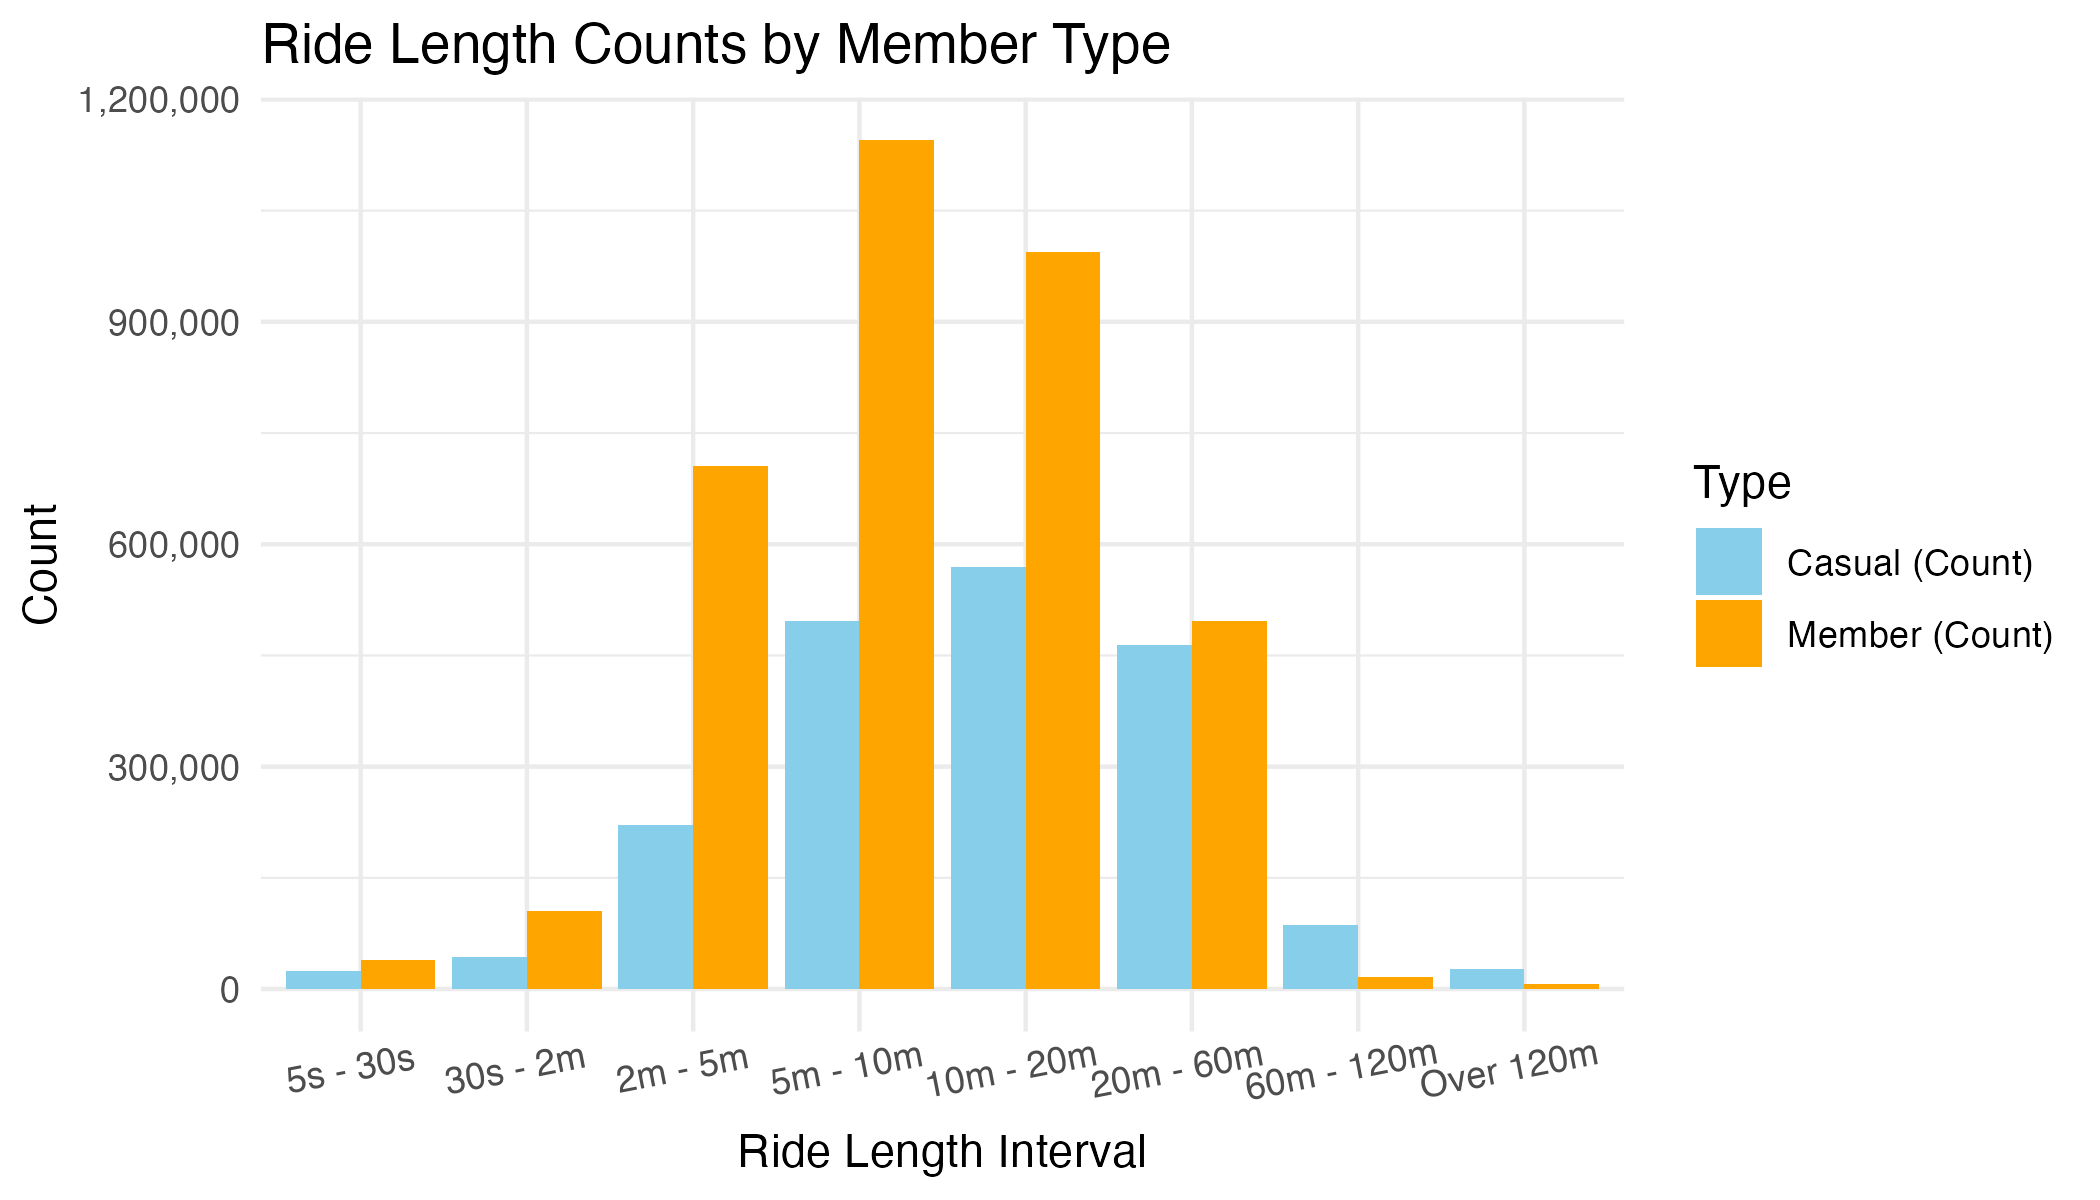 Ride Length Counts by Member Type
1,200,000
900,000
600,000
300,000
0
Count
5s - 30s
30s - 2m
2m - 5m
5m - 10m
10m - 20m
20m - 60m
60m - 120m
Over 120m
Ride Length Interval
Type
Casual (Count)
Member (Count)